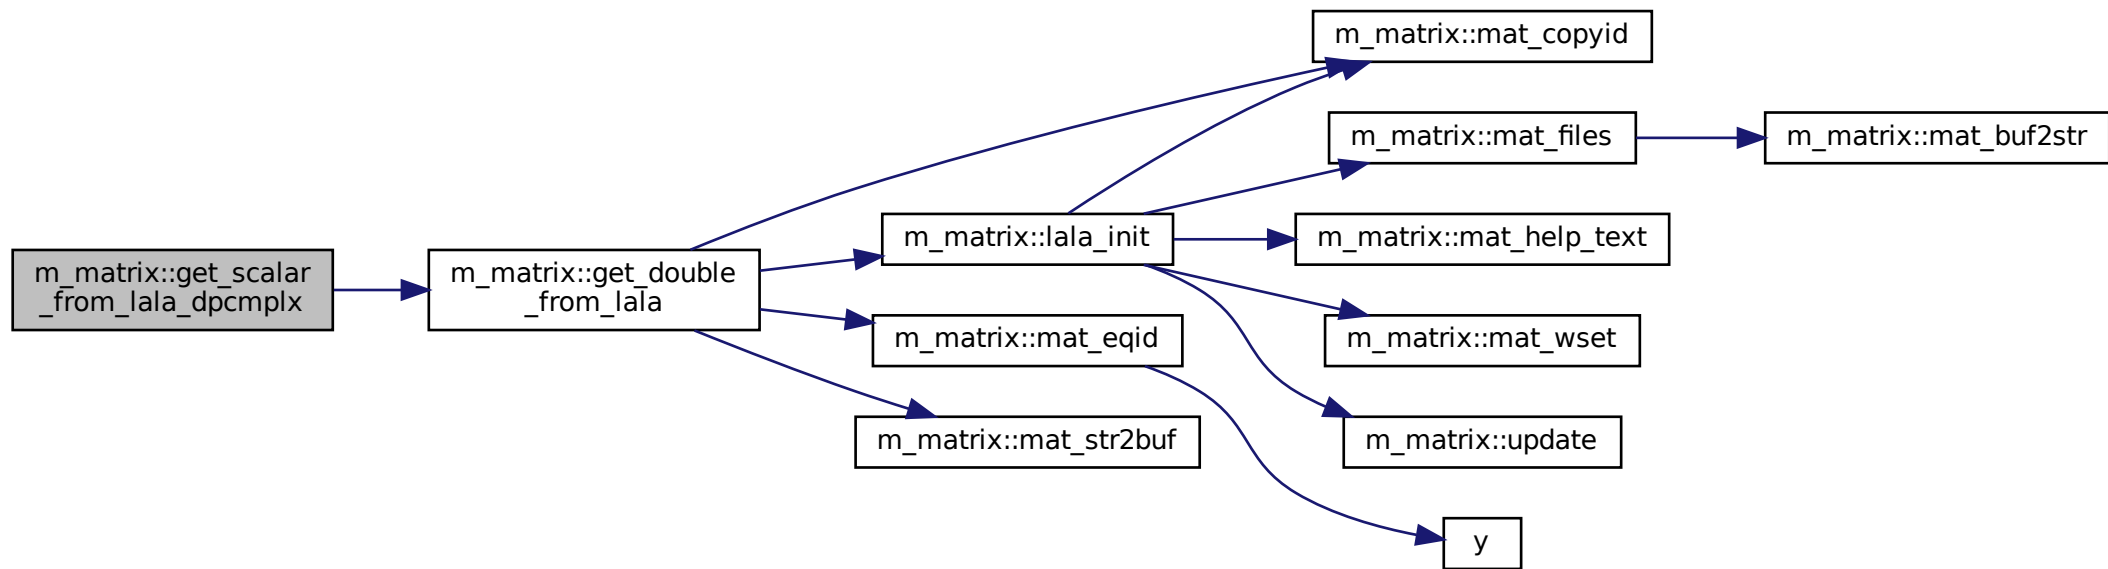 m_matrix::get_scalar
_from_lala_dpcmplx
m_matrix::get_double
_from_lala
m_matrix::mat_copyid
m_matrix::lala_init
m_matrix::mat_files
m_matrix::mat_buf2str
m_matrix::mat_help_text
m_matrix::mat_wset
m_matrix::update
m_matrix::mat_eqid
y
m_matrix::mat_str2buf